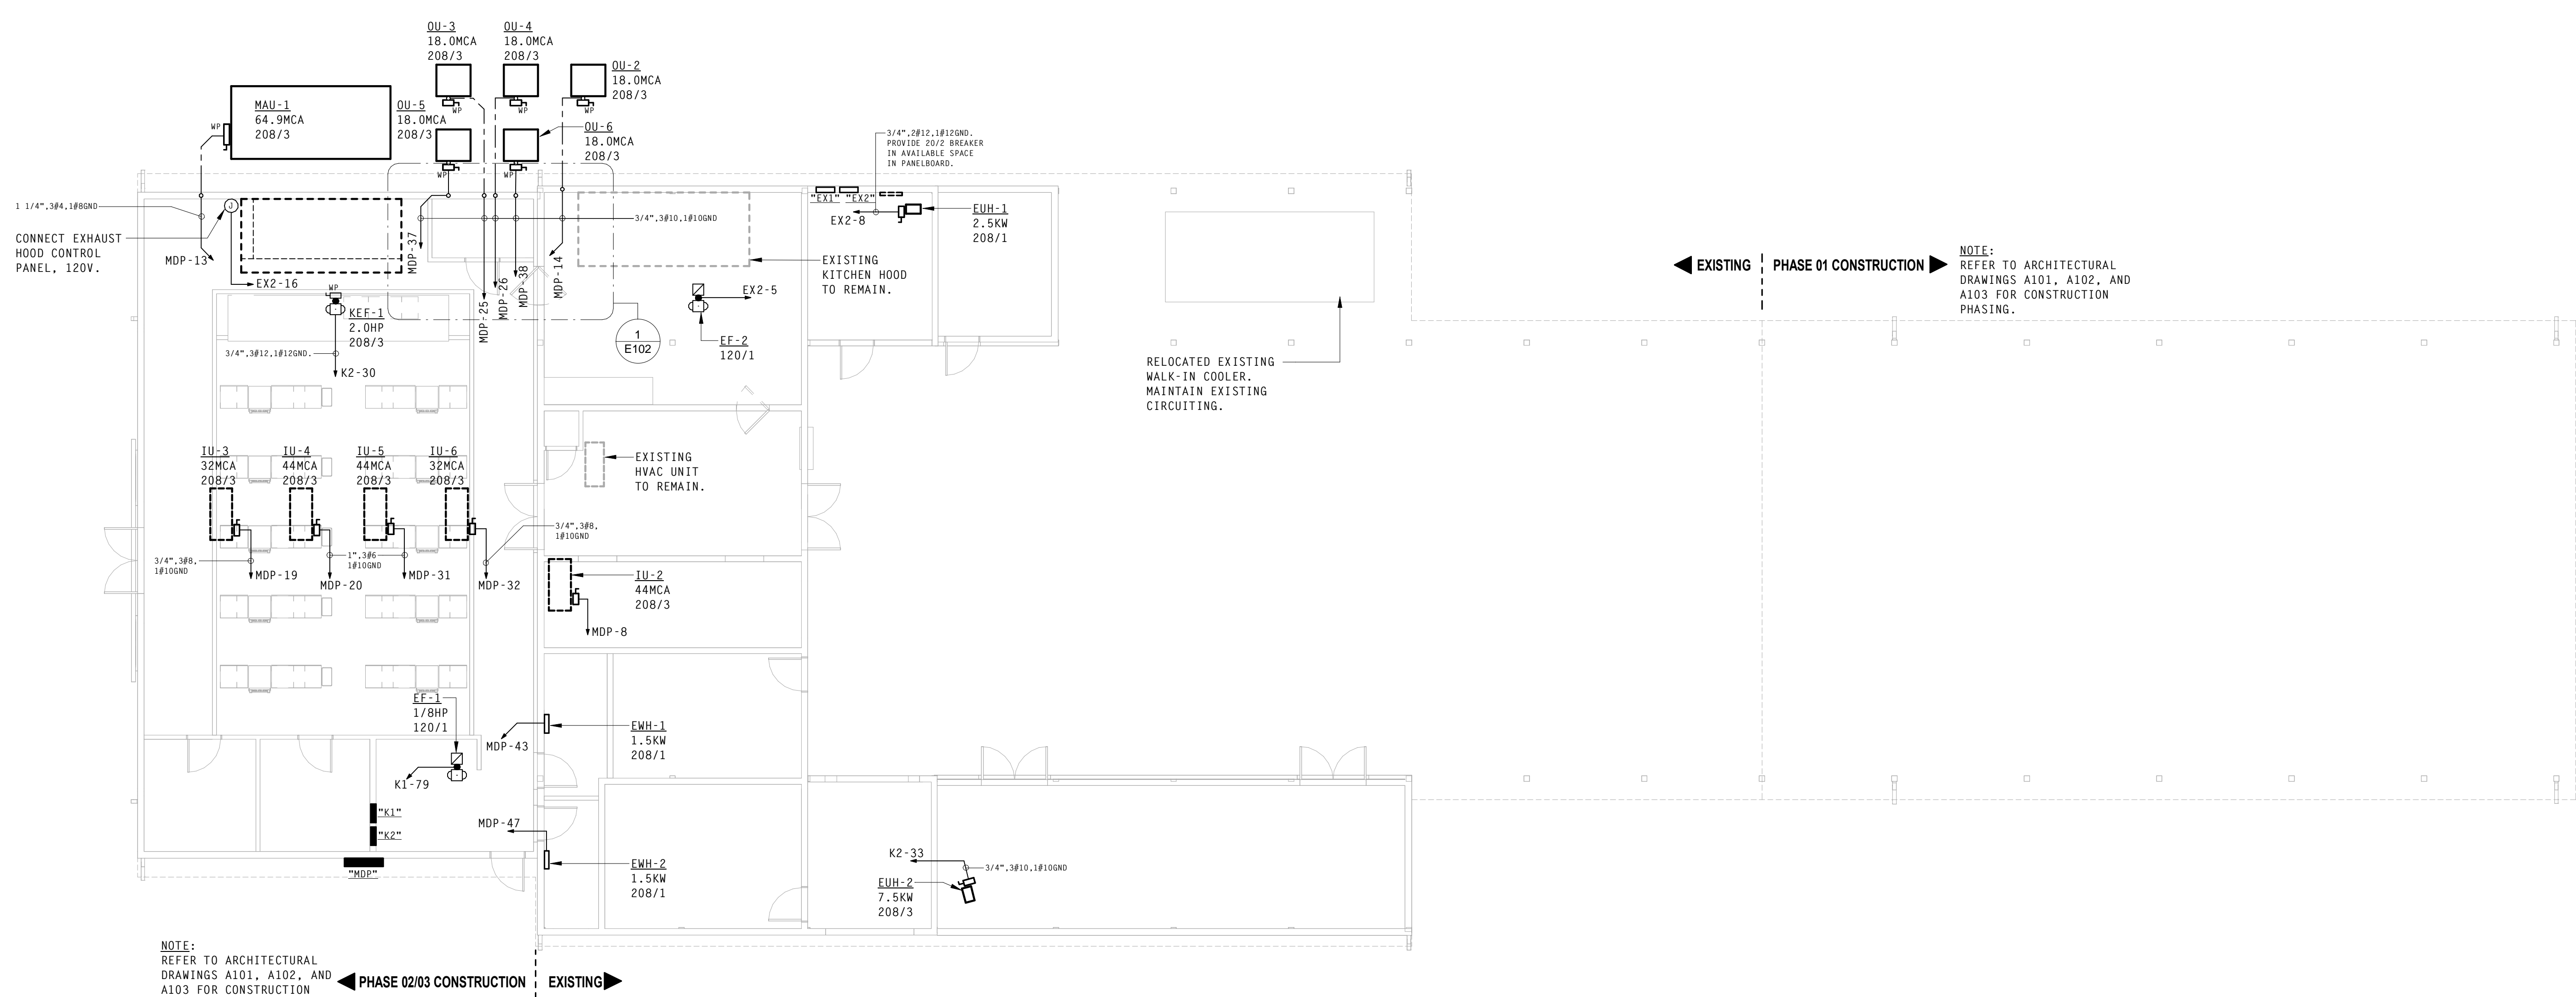 OU-3
18.0MCA
208/3
OU-4
18.0MCA
208/3
OU-2
18.0MCA
208/3
WP
WP
WP
MAU-1
64.9MCA
208/3
WP
OU-5
18.0MCA
208/3
WP
OU-6
18.0MCA
208/3
WP
3/4",2#12,1#12GND.
PROVIDE 20/2 BREAKER
IN AVAILABLE SPACE
IN PANELBOARD.
"EX1"
"EX2"
EX2-8
EUH-1
2.5KW
208/1
1 1/4",3#4,1#8GND
J
CONNECT EXHAUST
HOOD CONTROL
PANEL, 120V.
MDP-13
EX2-16
MDP-37
MDP-25
MDP-26
MDP-38
MDP-14
3/4",3#10,1#10GND
EXISTING
KITCHEN HOOD
TO REMAIN.
EXISTING
PHASE 01 CONSTRUCTION
NOTE:
REFER TO ARCHITECTURAL
DRAWINGS A101, A102, AND
A103 FOR CONSTRUCTION
PHASING.
WP
KEF-1
2.0HP
208/3
3/4",3#12,1#12GND.
K2-30
1
E102
EX2-5
EF-2
120/1
RELOCATED EXISTING
WALK-IN COOLER.
MAINTAIN EXISTING
CIRCUITING.
IU-3
32MCA
208/3
IU-4
44MCA
208/3
IU-5
44MCA
208/3
IU-6
32MCA
208/3
EXISTING
HVAC UNIT
TO REMAIN.
3/4",3#8,
1#10GND
3/4",3#8,
1#10GND
1",3#6
1#10GND
MDP-19
MDP-20
MDP-31
MDP-32
IU-2
44MCA
208/3
MDP-8
EF-1
1/8HP
120/1
K1-79
MDP-43
EWH-1
1.5KW
208/1
"K1"
"K2"
"MDP"
MDP-47
EWH-2
1.5KW
208/1
K2-33
3/4",3#10,1#10GND
EUH-2
7.5KW
208/3
NOTE:
REFER TO ARCHITECTURAL
DRAWINGS A101, A102, AND
A103 FOR CONSTRUCTION
PHASE 02/03 CONSTRUCTION
EXISTING